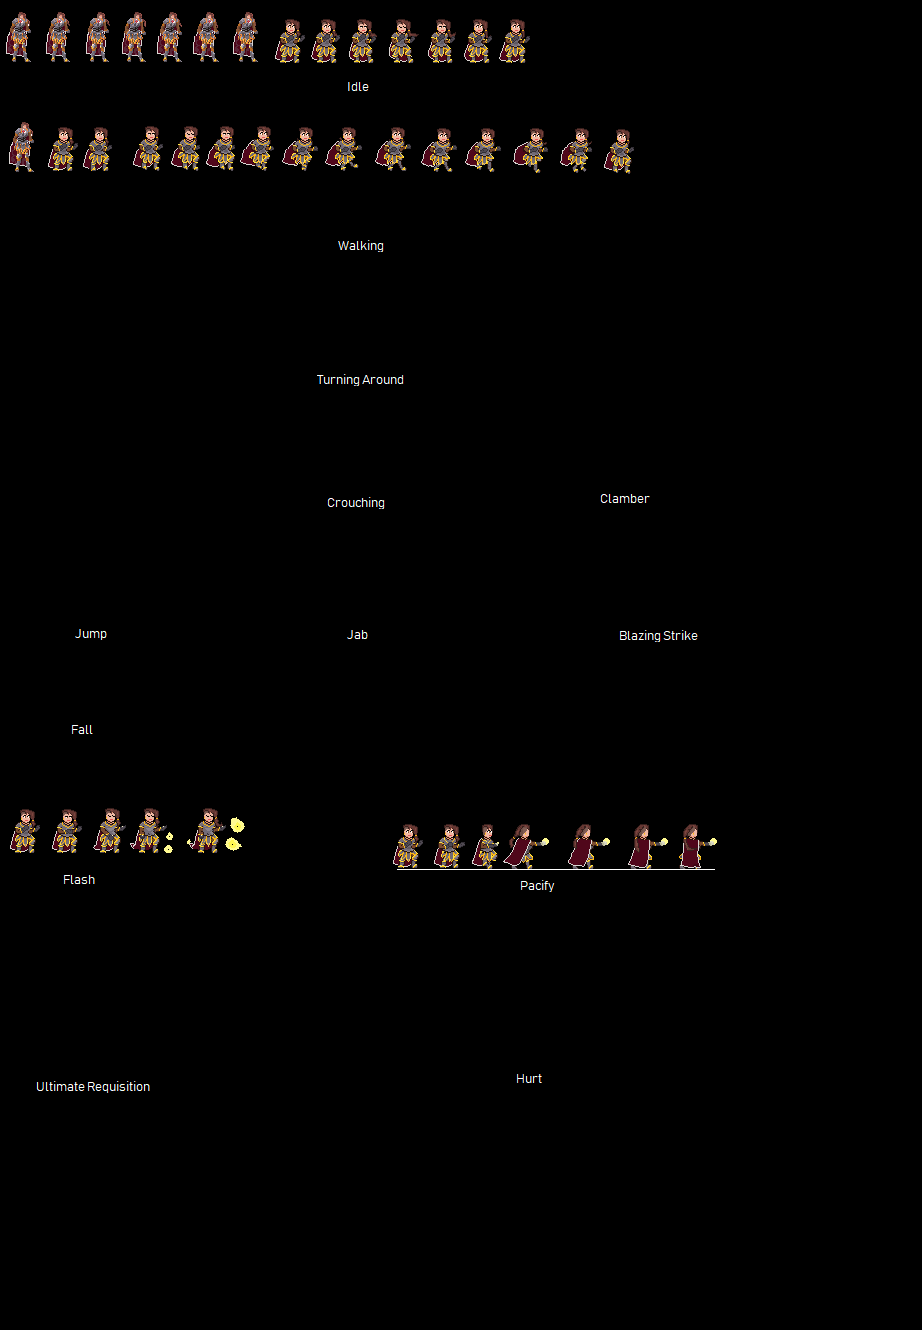 Idle
Walking
Turning Around
Crouching
Clamber
Jump
Jab
Blazing Strike
Fall
Flash
Pacify
Ultimate Requisition
Hurt